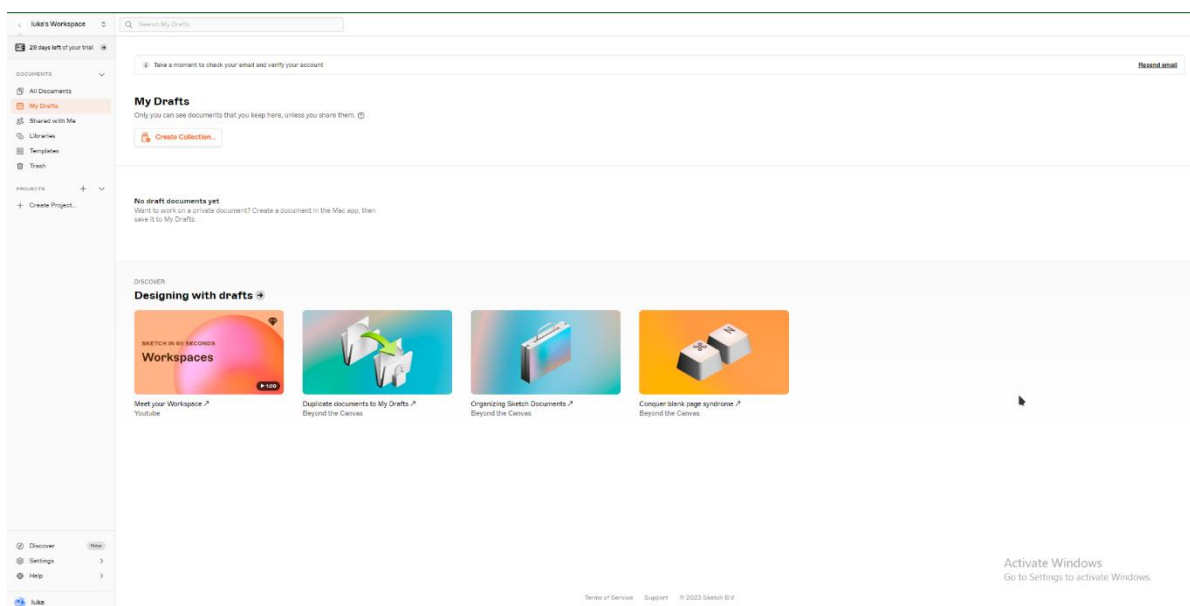 luka's Workspace
Search My Drafts
29 days left of your trial
Take a moment to check your email and verify your account
Resend email
DOCUMENTS
All Documents
My Drafts
Shared with Me
Libraries
Templates
Trash
PROJECTS
Create Project...
My Drafts
Only you can see documents that you keep here, unless you share them.
Create Collection...
No draft documents yet
Want to work on a private document? Create a document in the Mac app, then
save it to My Drafts.
DISCOVER
Designing with drafts
SKETCH IN 60 SECONDS
Workspaces
1:00
⌘
N
Meet your Workspace ↗
Youtube
Duplicate documents to My Drafts ↗
Beyond the Canvas
Organizing Sketch Documents ↗
Beyond the Canvas
Conquer blank page syndrome ↗
Beyond the Canvas
Discover
New
Settings
Help
luka
Activate Windows
Go to Settings to activate Windows.
Terms of Service Support © 2023 Sketch B.V.